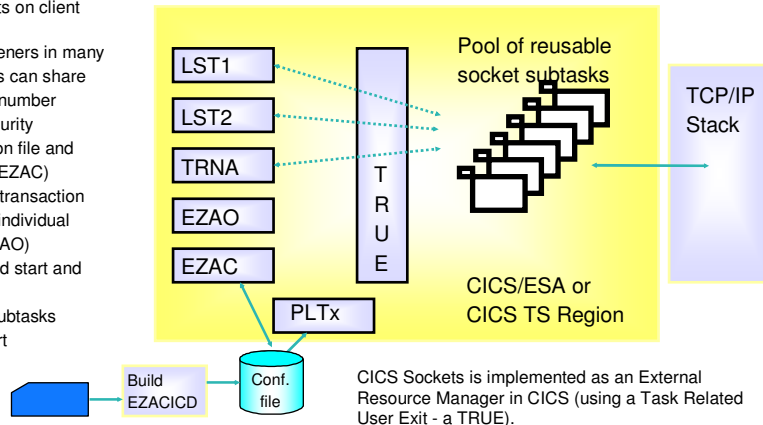 ts on client
eners in many
s can share
number
urity
on file and
EZAC)
transaction
individual
AO)
d start and
ubtasks
rt
LST1
LST2
TRNA
EZAO
EZAC
PLTx
T
R
U
E
Pool of reusable
socket subtasks
CICS/ESA or
CICS TS Region
TCP/IP
Stack
Build
EZACICD
Conf.
file
CICS Sockets is implemented as an External
Resource Manager in CICS (using a Task Related
User Exit - a TRUE).